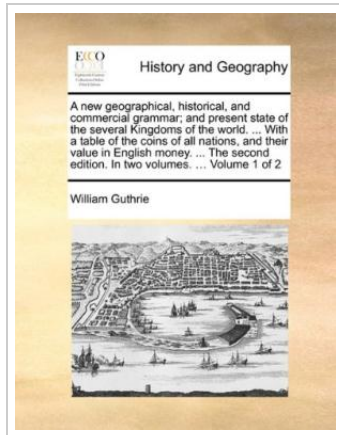 ECCO
History and Geography
A new geographical, historical, and
commercial grammar; and present state of
the several Kingdoms of the world. ... With
a table of the coins of all nations, and their
value in English money. ... The second
edition. In two volumes. ... Volume 1 of 2
William Guthrie